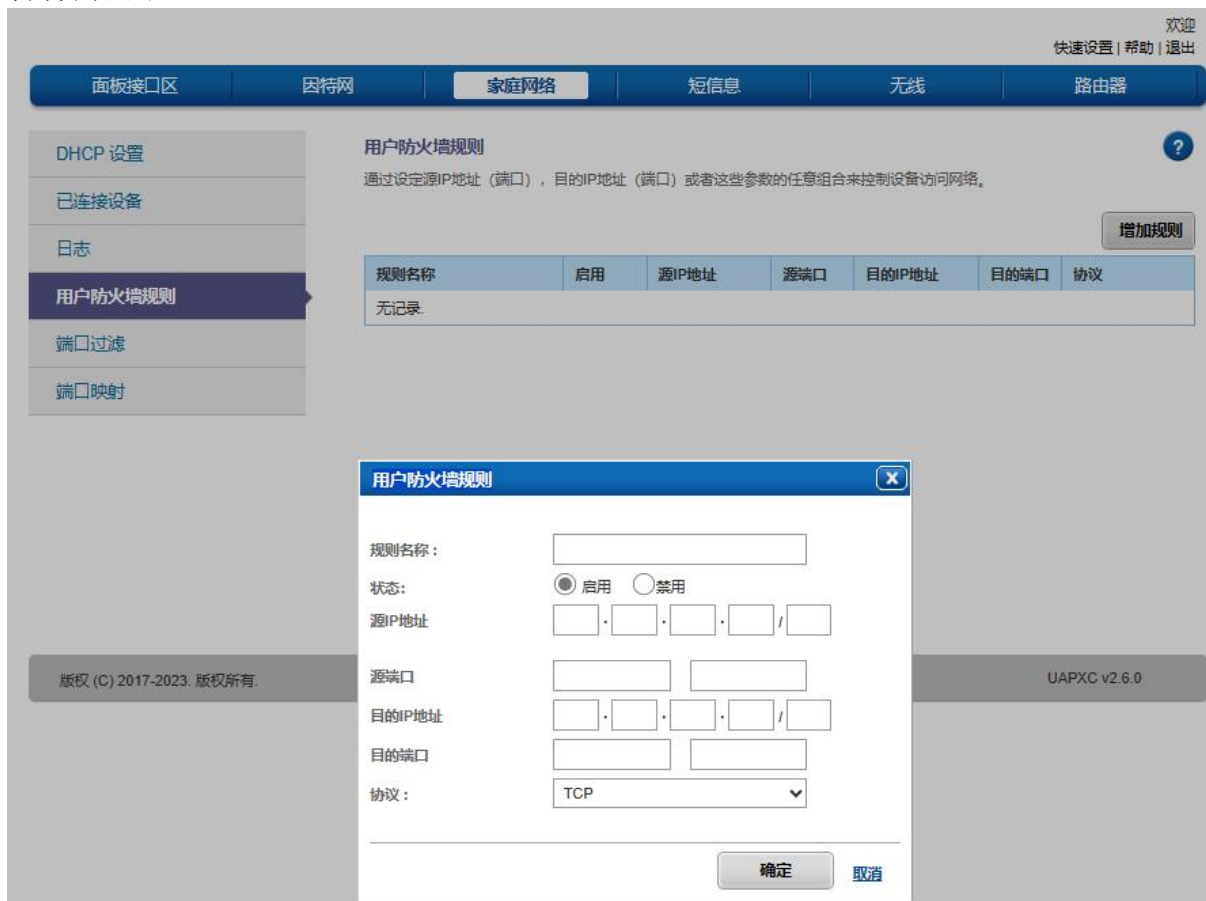 欢迎
快速设置 | 帮助 | 退出
面板接口区 因特网 家庭网络 短信息 无线 路由器
DHCP 设置
已连接设备
日志
用户防火墙规则
端口过滤
端口映射
用户防火墙规则
?
通过设定源IP地址（端口），目的IP地址（端口）或者这些参数的任意组合来控制设备访问网络。
增加规则
规则名称 启用 源IP地址 源端口 目的IP地址 目的端口 协议
无记录.
用户防火墙规则 X
规则名称：
状态: 启用 禁用
源IP地址 . . . /
源端口
目的IP地址 . . . /
目的端口
协议： TCP
确定 取消
版权 (C) 2017-2023. 版权所有.
UAPXC v2.6.0